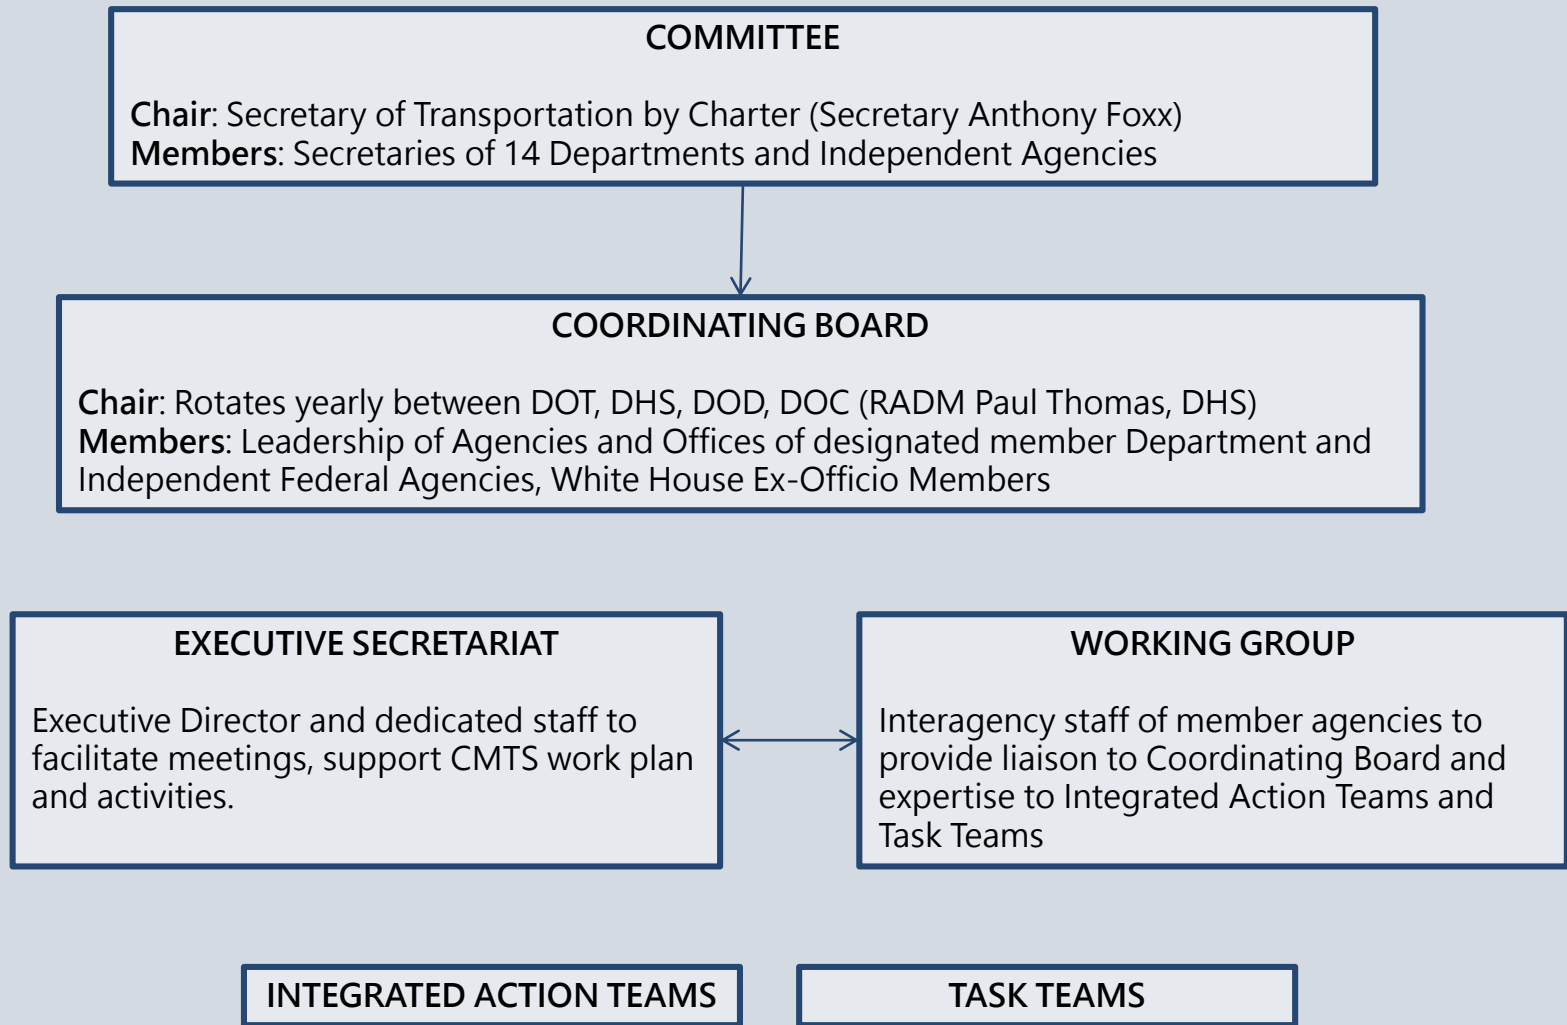 COMMITTEE
Chair: Secretary of Transportation by Charter (Secretary Anthony Foxx)
Members: Secretaries of 14 Departments and Independent Agencies
COORDINATING BOARD
Chair: Rotates yearly between DOT, DHS, DOD, DOC (RADM Paul Thomas, DHS)
Members: Leadership of Agencies and Offices of designated member Department and
Independent Federal Agencies, White House Ex-Officio Members
EXECUTIVE SECRETARIAT
Executive Director and dedicated staff to
facilitate meetings, support CMTS work plan
and activities.
WORKING GROUP
Interagency staff of member agencies to
provide liaison to Coordinating Board and
expertise to Integrated Action Teams and
Task Teams
INTEGRATED ACTION TEAMS
TASK TEAMS